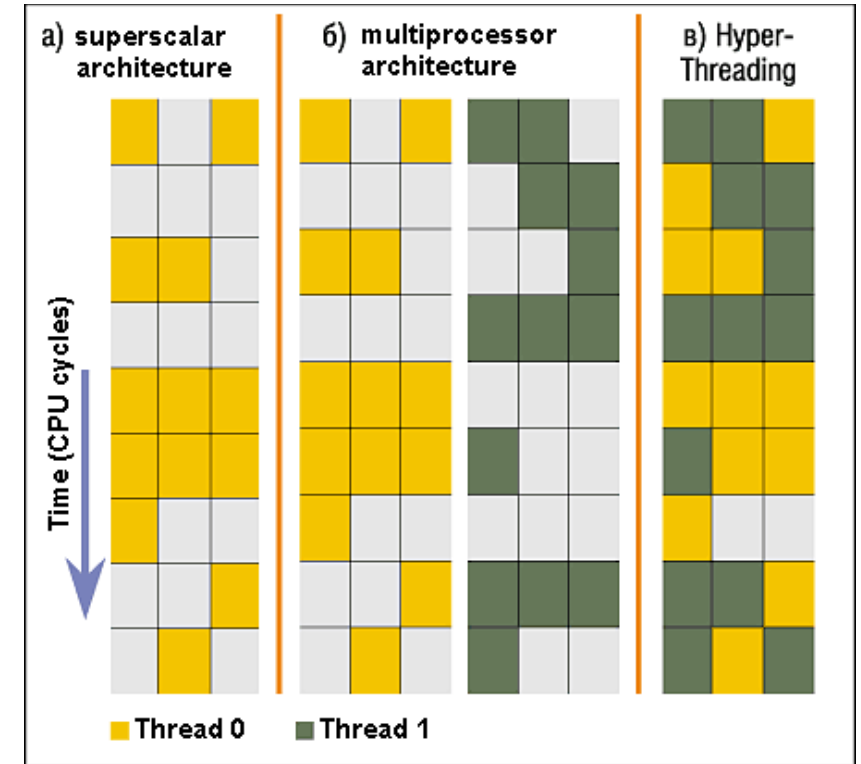 а) superscalar
architecture
б) multiprocessor
architecture
в) Hyper-
Threading
Time (CPU cycles)
Thread 0
Thread 1